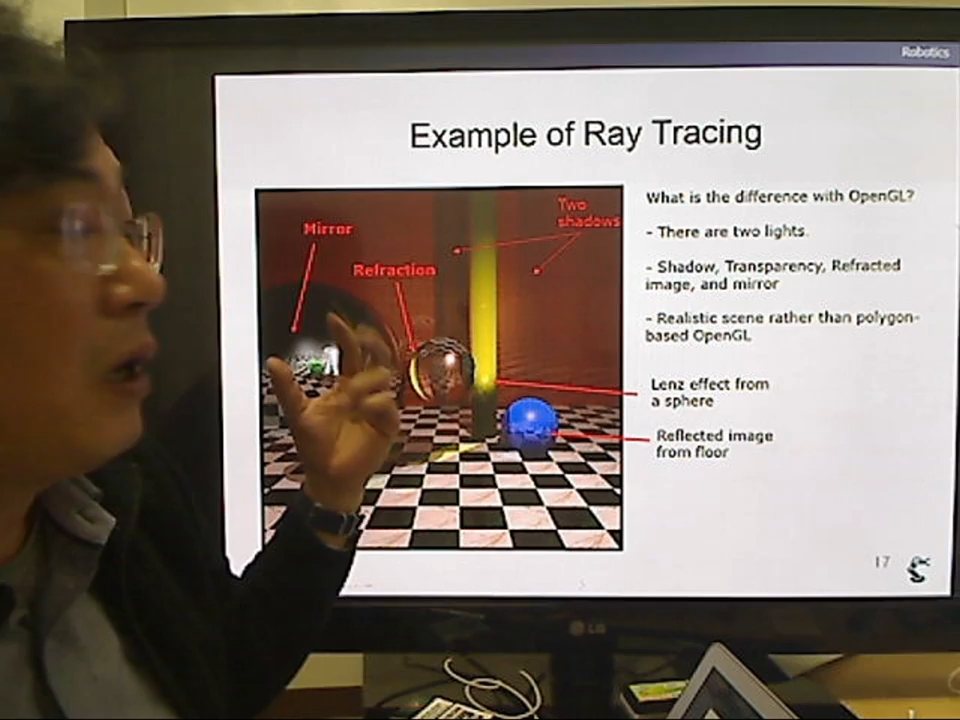 Robotics
Example of Ray Tracing
Two
shadows
Mirror
Refraction
What is the difference with OpenGL?
- There are two lights.
- Shadow, Transparency, Refracted
image, and mirror
- Realistic scene rather than polygon-
based OpenGL
Lenz effect from
a sphere
Reflected image
from floor
17
LG